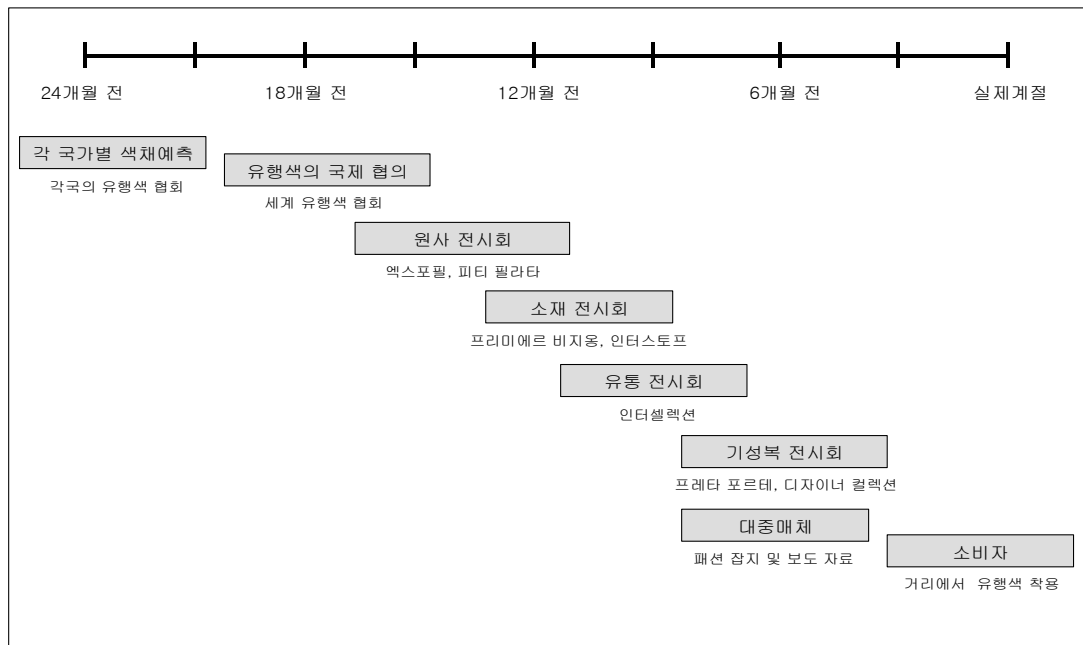 24개월 전 18개월 전 12개월 전 6개월 전 실제계절
각 국가별 색채예측
각국의 유행색 협회
유행색의 국제 협의
세계 유행색 협회
원사 전시회
엑스포필, 피티 필라타
소재 전시회
프리미에르 비지옹, 인터스토프
유통 전시회
인터셀렉션
기성복 전시회
프레타 포르테, 디자이너 컬렉션
대중매체
패션 잡지 및 보도 자료
소비자
거리에서 유행색 착용